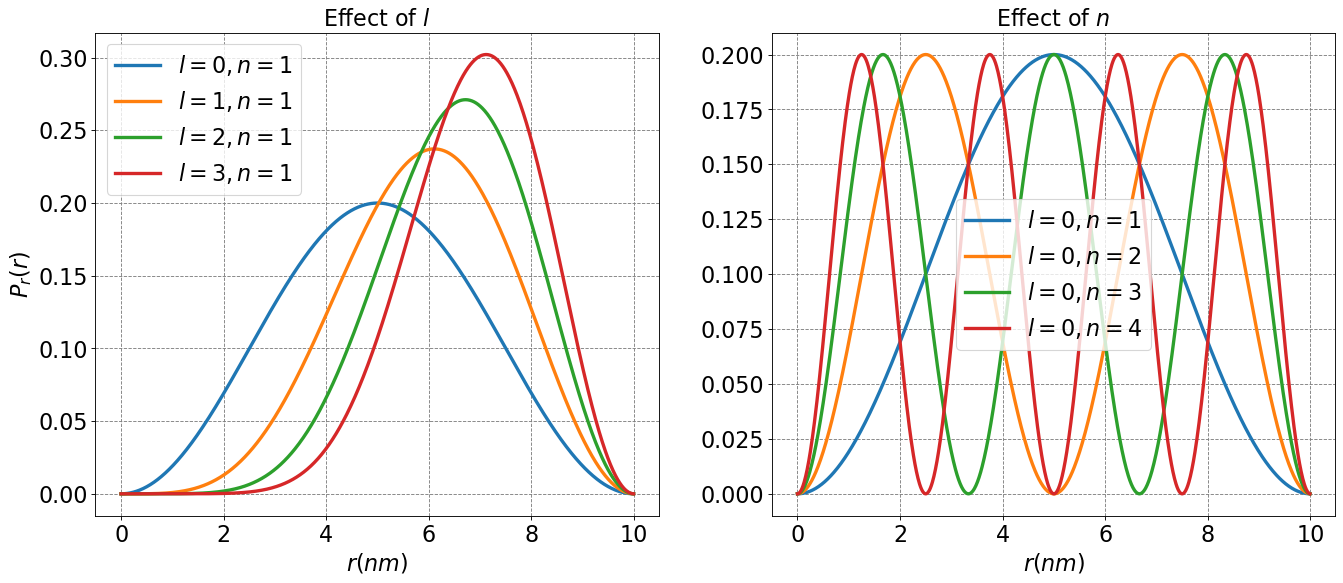 Effect of l
0.30
0.25
0.20
0.15
0.10
0.05
0.00
P_r(r)
l = 0, n = 1
l = 1, n = 1
l = 2, n = 1
l = 3, n = 1
0 2 4 6 8 10
r(nm)
Effect of n
0.200
0.175
0.150
0.125
0.100
0.075
0.050
0.025
0.000
l = 0, n = 1
l = 0, n = 2
l = 0, n = 3
l = 0, n = 4
0 2 4 6 8 10
r(nm)